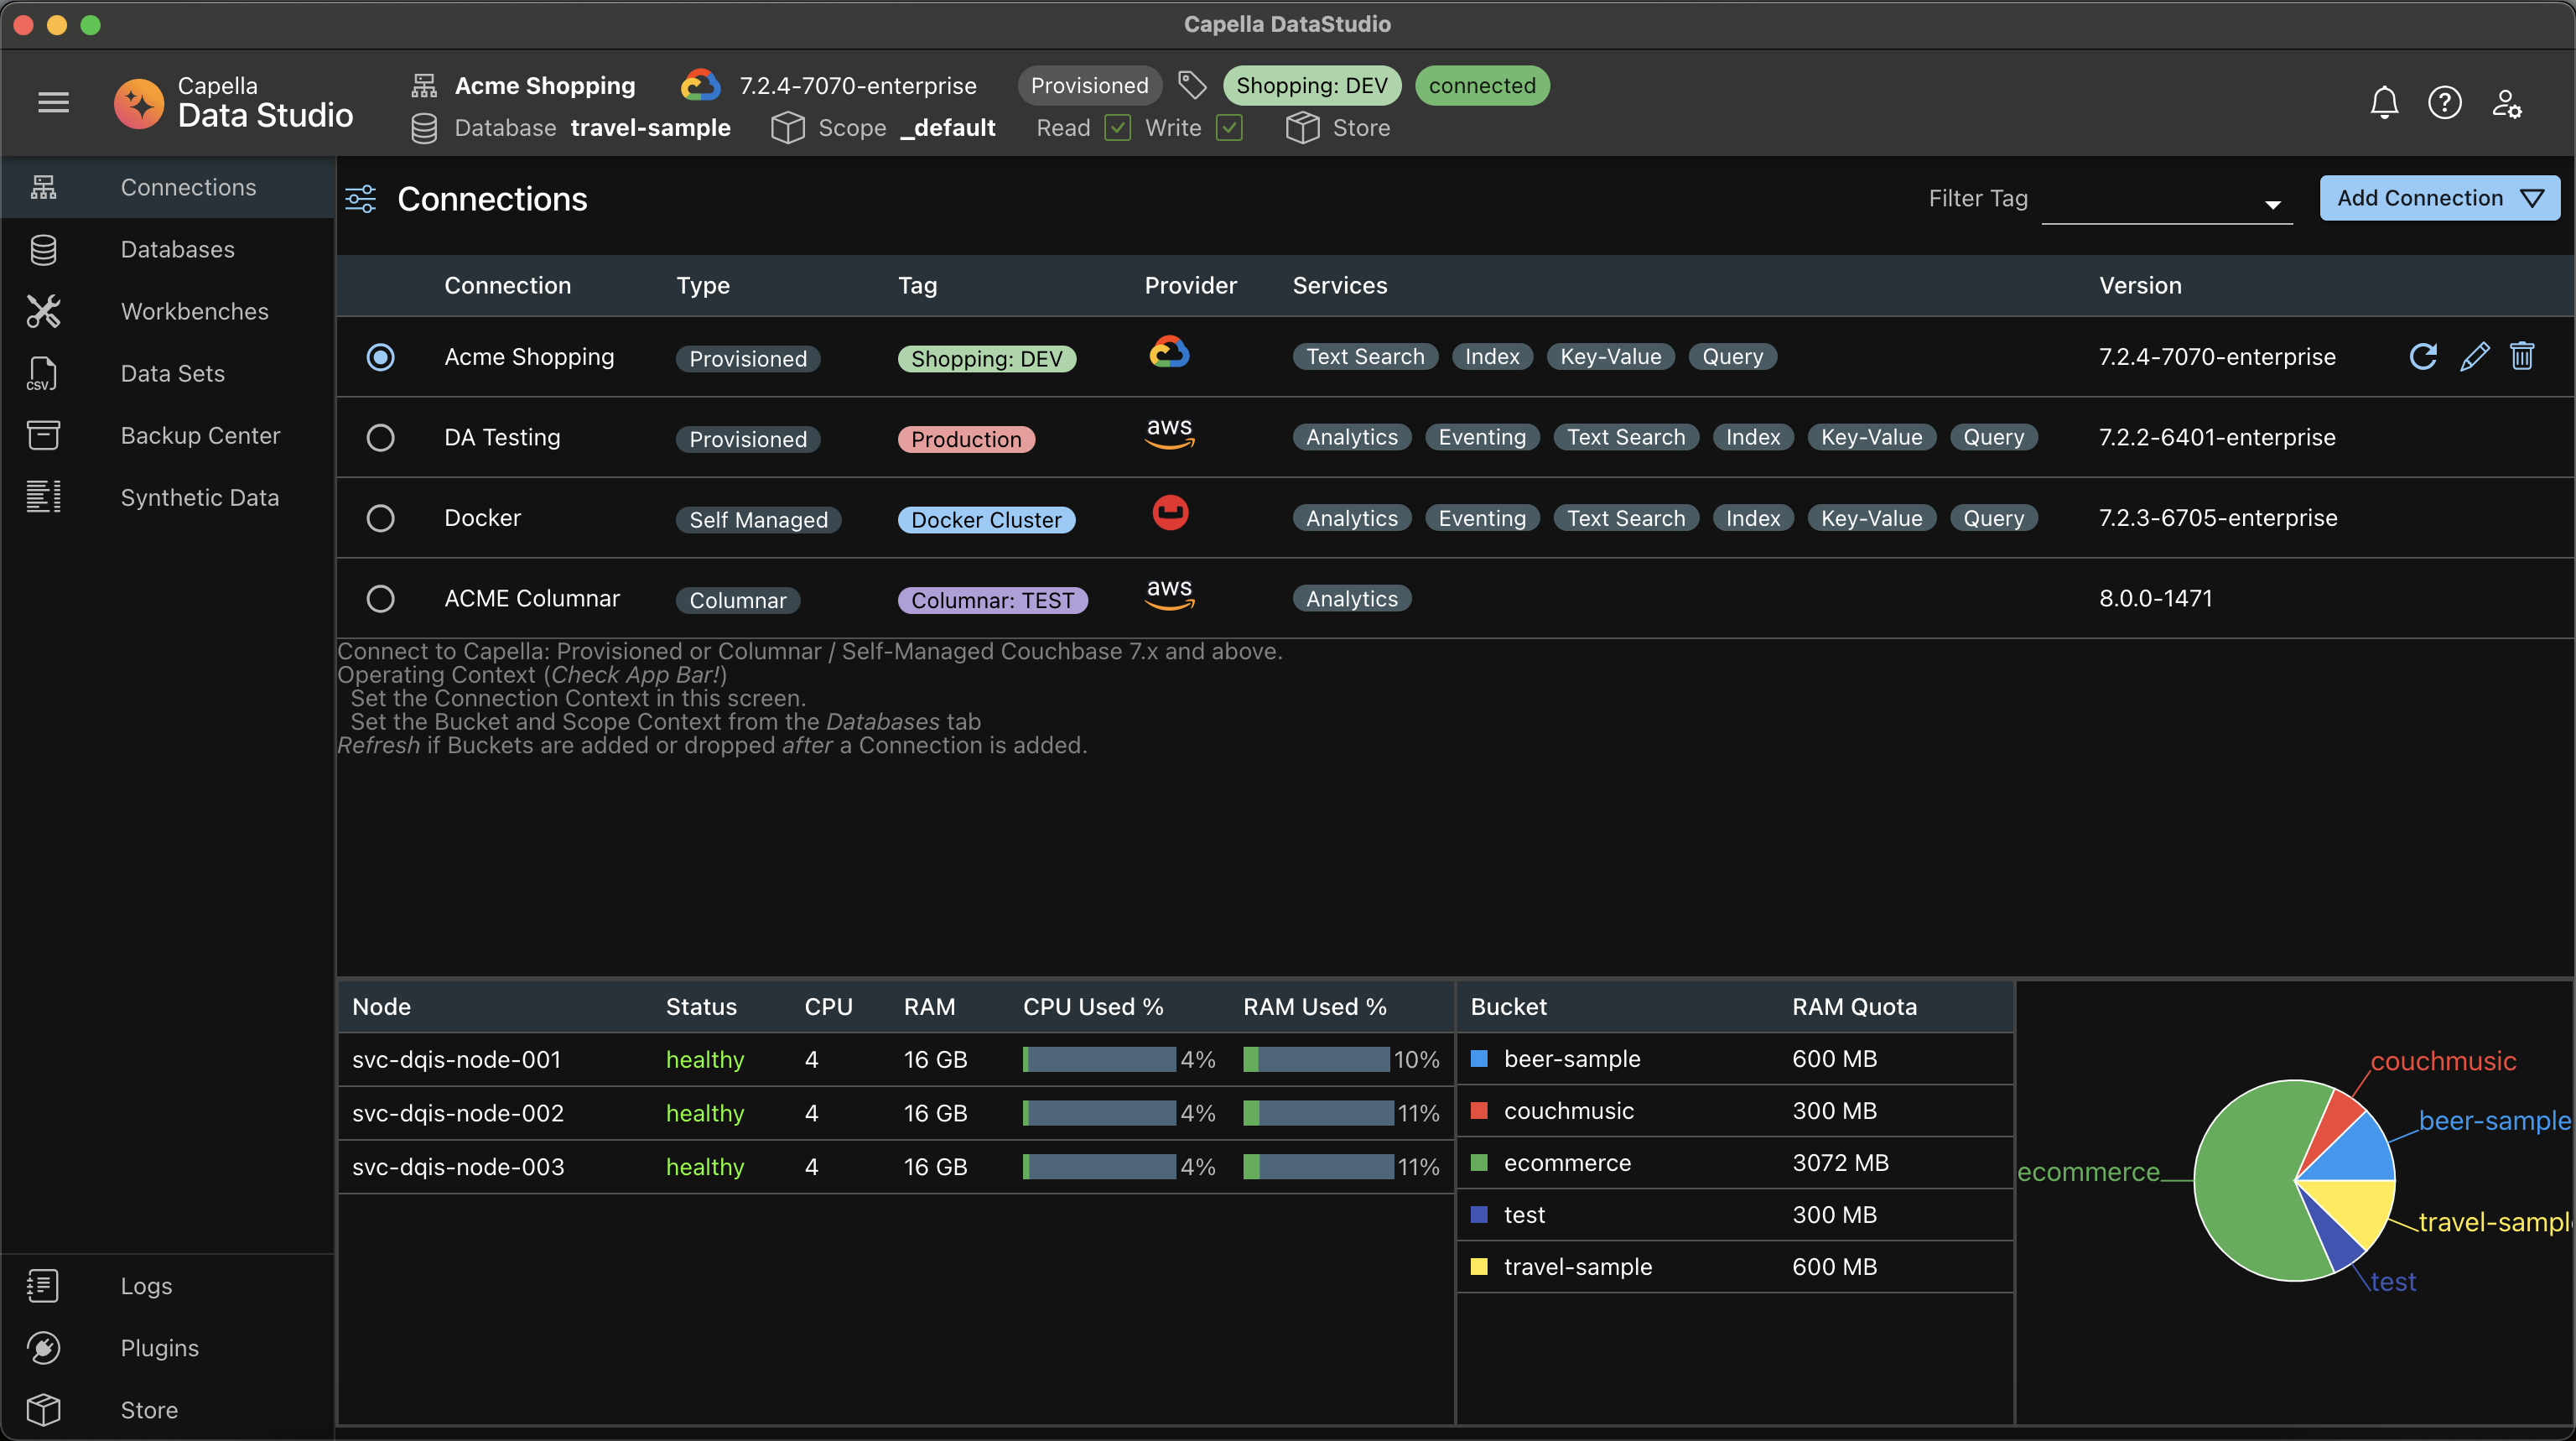 Capella DataStudio
Capella
Data Studio
Acme Shopping 7.2.4-7070-enterprise Provisioned Shopping: DEV connected
Database travel-sample Scope _default Read Write Store
Connections
Databases
Workbenches
CSV Data Sets
Backup Center
Synthetic Data
Logs
Plugins
Store
Connections Filter Tag Add Connection
Connection Type Tag Provider Services Version
Acme Shopping Provisioned Shopping: DEV Text Search Index Key-Value Query 7.2.4-7070-enterprise
DA Testing Provisioned Production aws Analytics Eventing Text Search Index Key-Value Query 7.2.2-6401-enterprise
Docker Self Managed Docker Cluster Analytics Eventing Text Search Index Key-Value Query 7.2.3-6705-enterprise
ACME Columnar Columnar Columnar: TEST aws Analytics 8.0.0-1471
Connect to Capella: Provisioned or Columnar / Self-Managed Couchbase 7.x and above.
Operating Context (Check App Bar!)
Set the Connection Context in this screen.
Set the Bucket and Scope Context from the Databases tab
Refresh if Buckets are added or dropped after a Connection is added.
Node Status CPU RAM CPU Used % RAM Used %
svc-dqis-node-001 healthy 4 16 GB 4% 10%
svc-dqis-node-002 healthy 4 16 GB 4% 11%
svc-dqis-node-003 healthy 4 16 GB 4% 11%
Bucket RAM Quota
beer-sample 600 MB
couchmusic 300 MB
ecommerce 3072 MB
test 300 MB
travel-sample 600 MB
couchmusic
beer-sample
ecommerce
travel-sampl
test